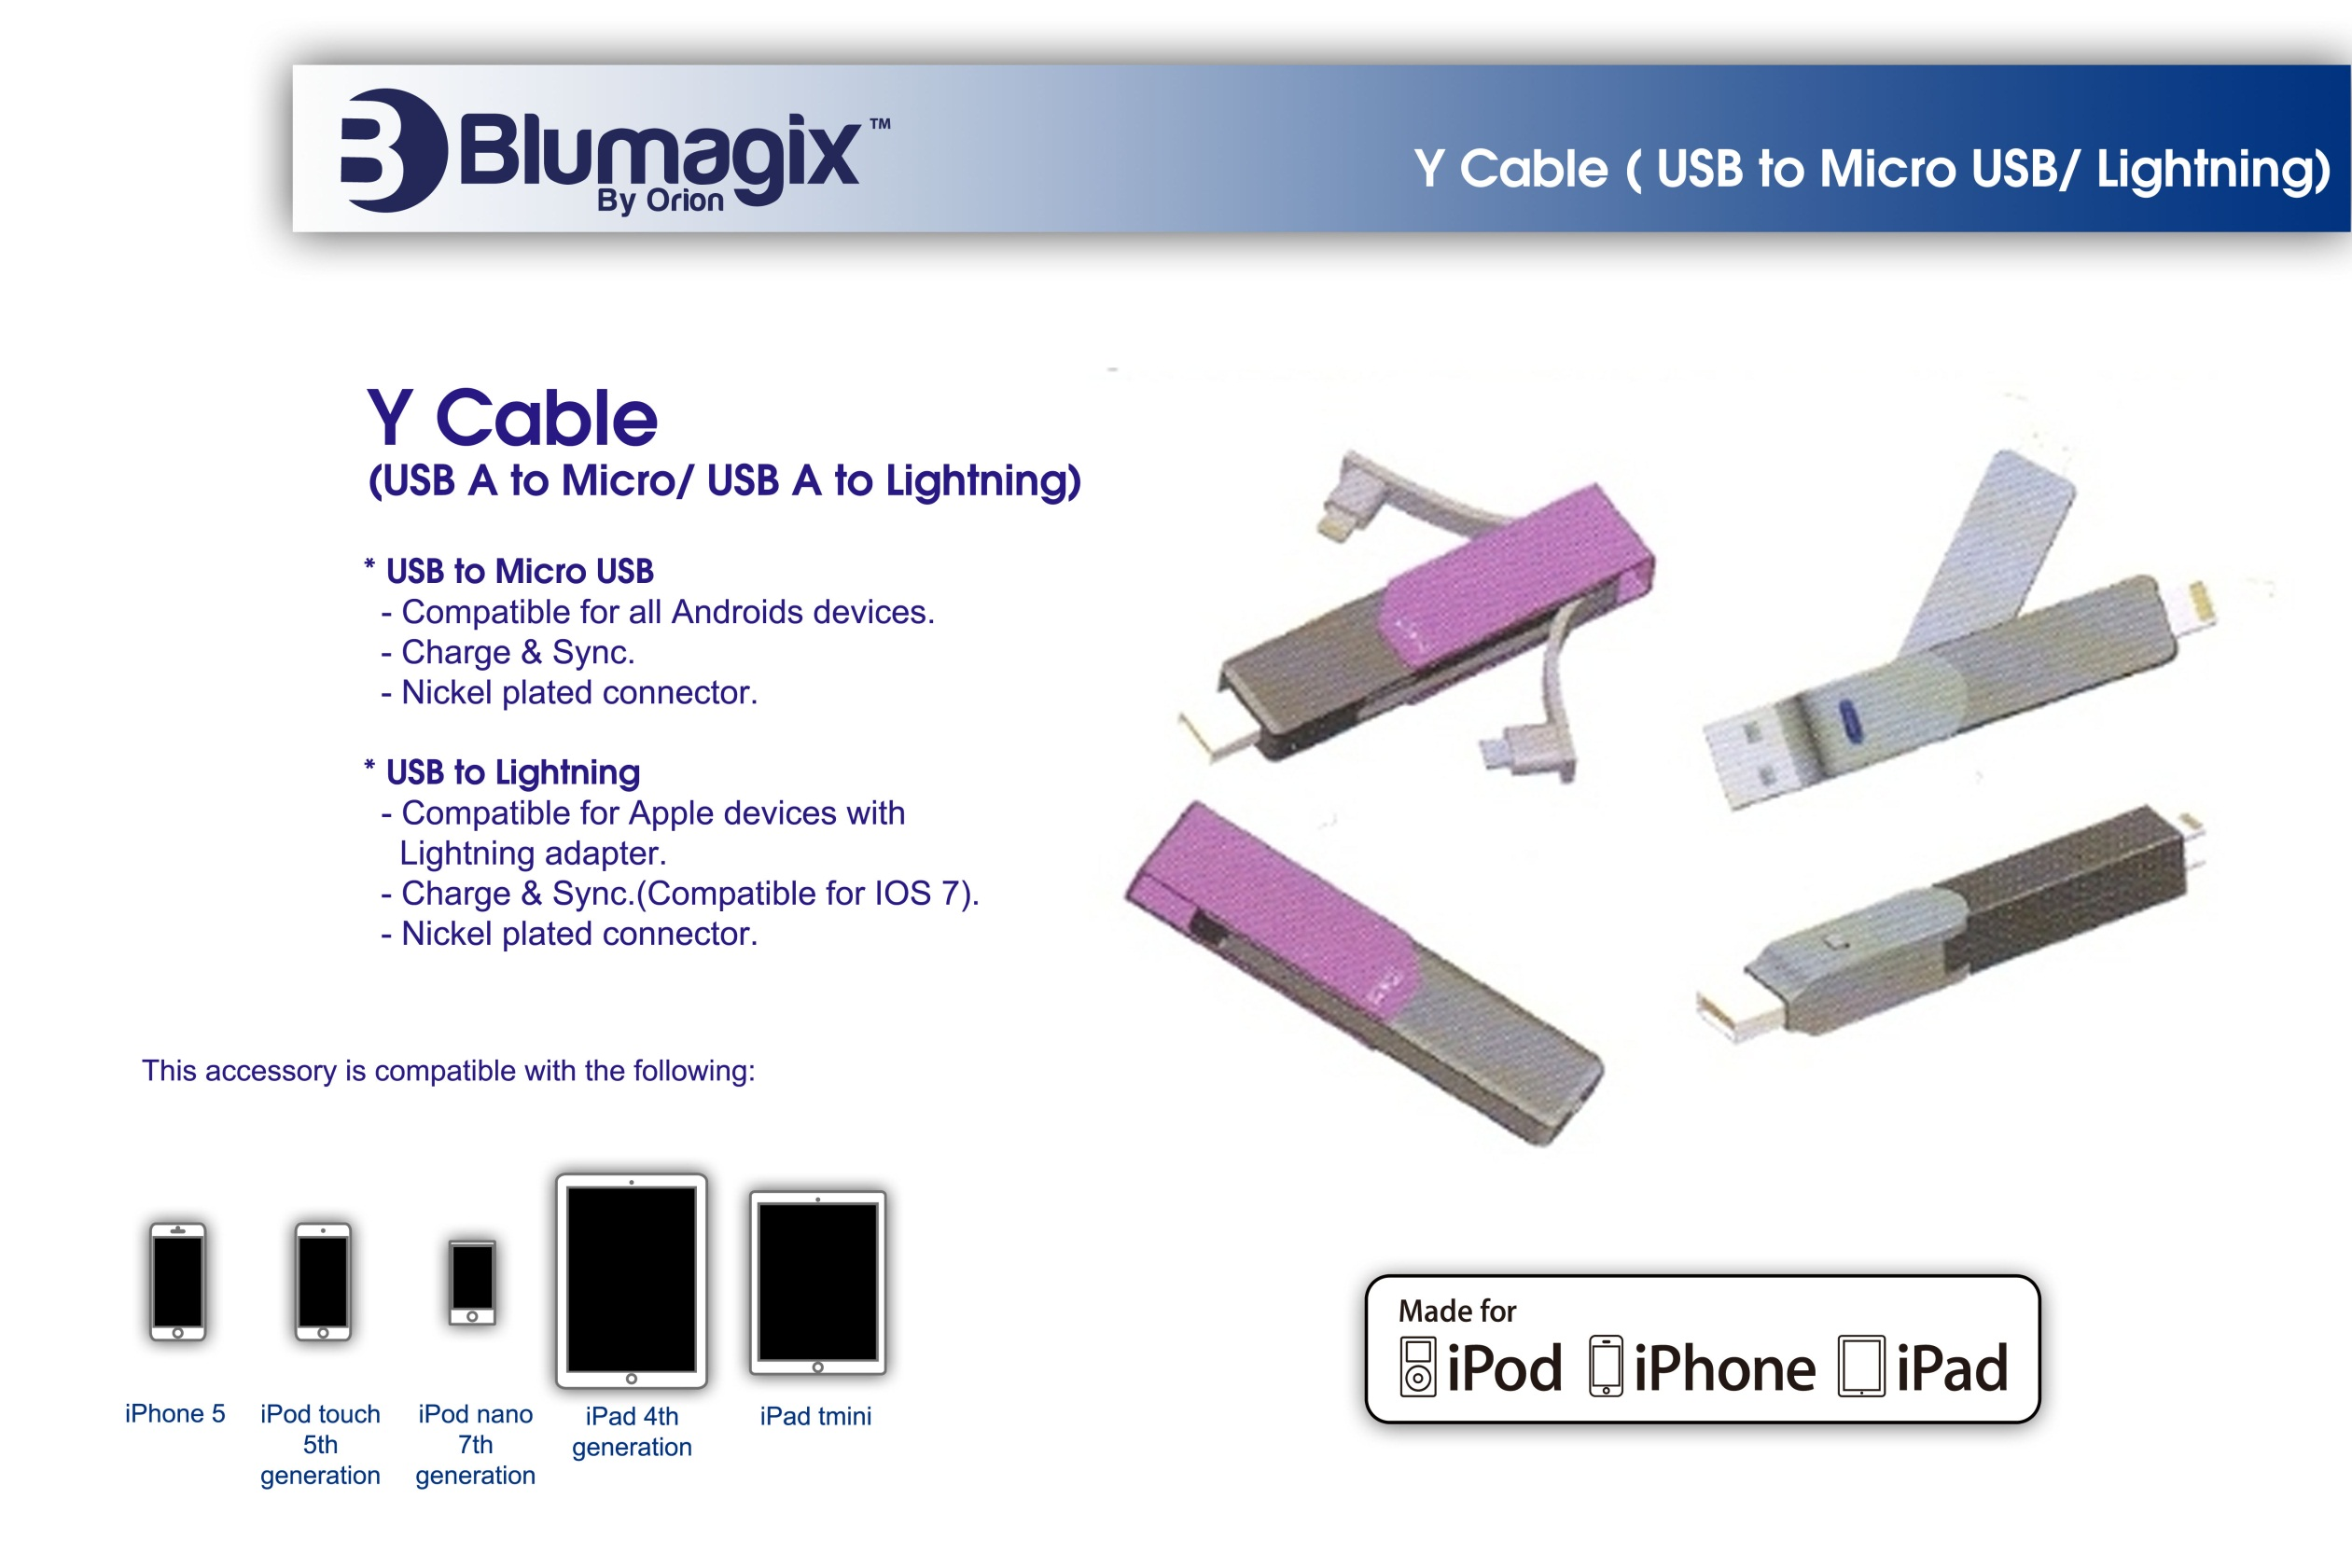 Blumagix™
By Orion
Y Cable ( USB to Micro USB/ Lightning)
Y Cable
(USB A to Micro/ USB A to Lightning)
* USB to Micro USB
- Compatible for all Androids devices.
- Charge & Sync.
- Nickel plated connector.
* USB to Lightning
- Compatible for Apple devices with
Lightning adapter.
- Charge & Sync.(Compatible for IOS 7).
- Nickel plated connector.
This accessory is compatible with the following:
iPhone 5
iPod touch
5th
generation
iPod nano
7th
generation
iPad 4th
generation
iPad tmini
Made for
iPod iPhone iPad